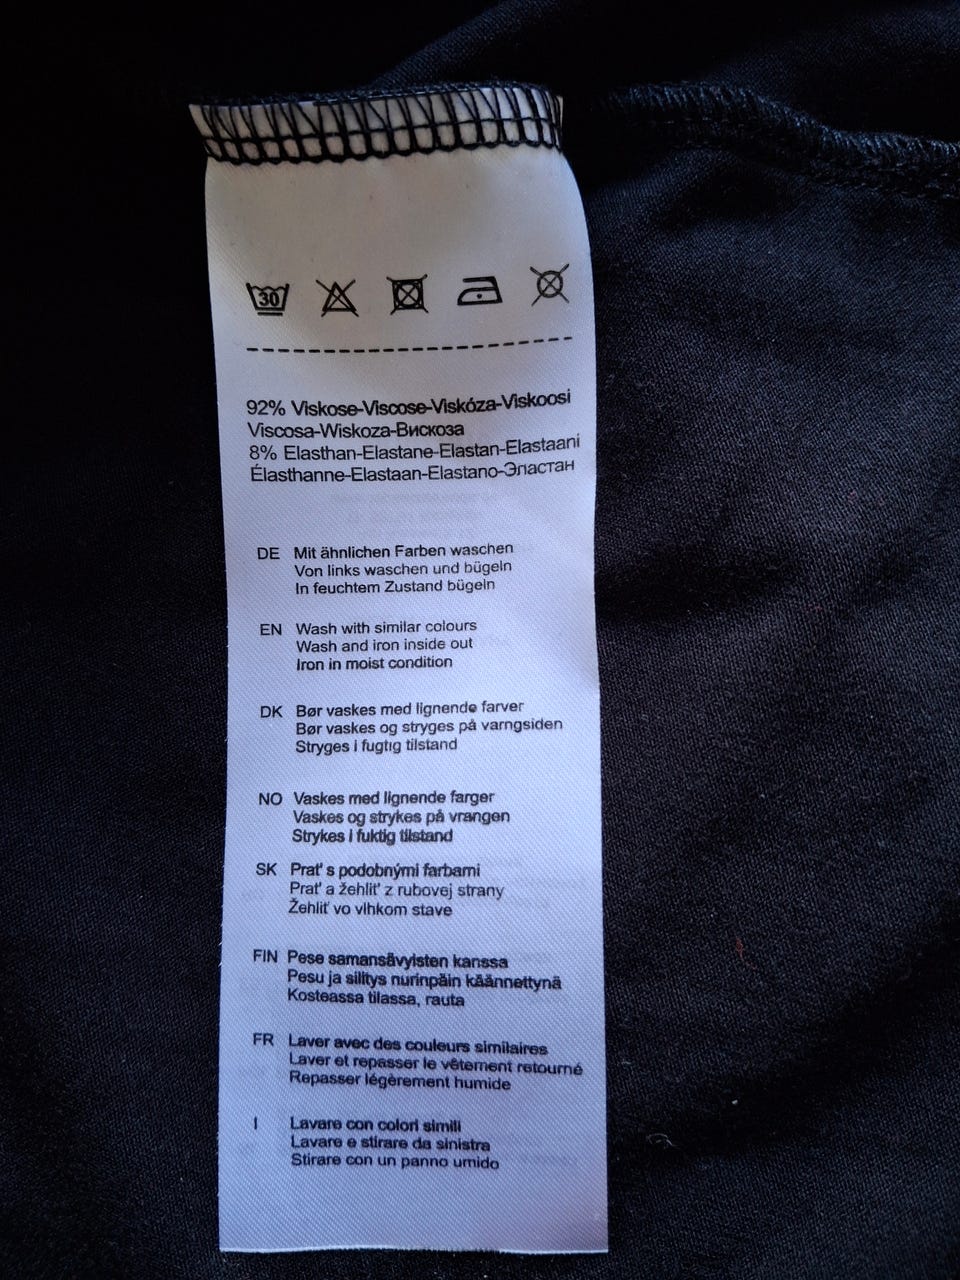 30
92% Viskose-Viscose-Viskóza-Viskoosi
Viscosa-Wiskoza-Вискоза
8% Elasthan-Elastane-Elastan-Elastaani
Élasthanne-Elastaan-Elastano-Эластан
DE Mit ähnlichen Farben waschen
Von links waschen und bügeln
In feuchtem Zustand bügeln
EN Wash with similar colours
Wash and iron inside out
Iron in moist condition
DK Bør vaskes med lignende farver
Bør vaskes og stryges på varngsiden
Stryges i fugtig tilstand
NO Vaskes med lignende farger
Vaskes og strykes på vrangen
Strykes i fuktig tilstand
SK Prat' s podobnými farbami
Prat' a žehlit' z rubovej strany
Žehlit' vo vlhkom stave
FIN Pese samansävyisten kanssa
Pesu ja silitys nurinpäin käännettynä
Kosteassa tilassa, rauta
FR Laver avec des couleurs similaires
Laver et repasser le vêtement retourné
Repasser légèrement humide
I Lavare con colori simili
Lavare e stirare da sinistra
Stirare con un panno umido